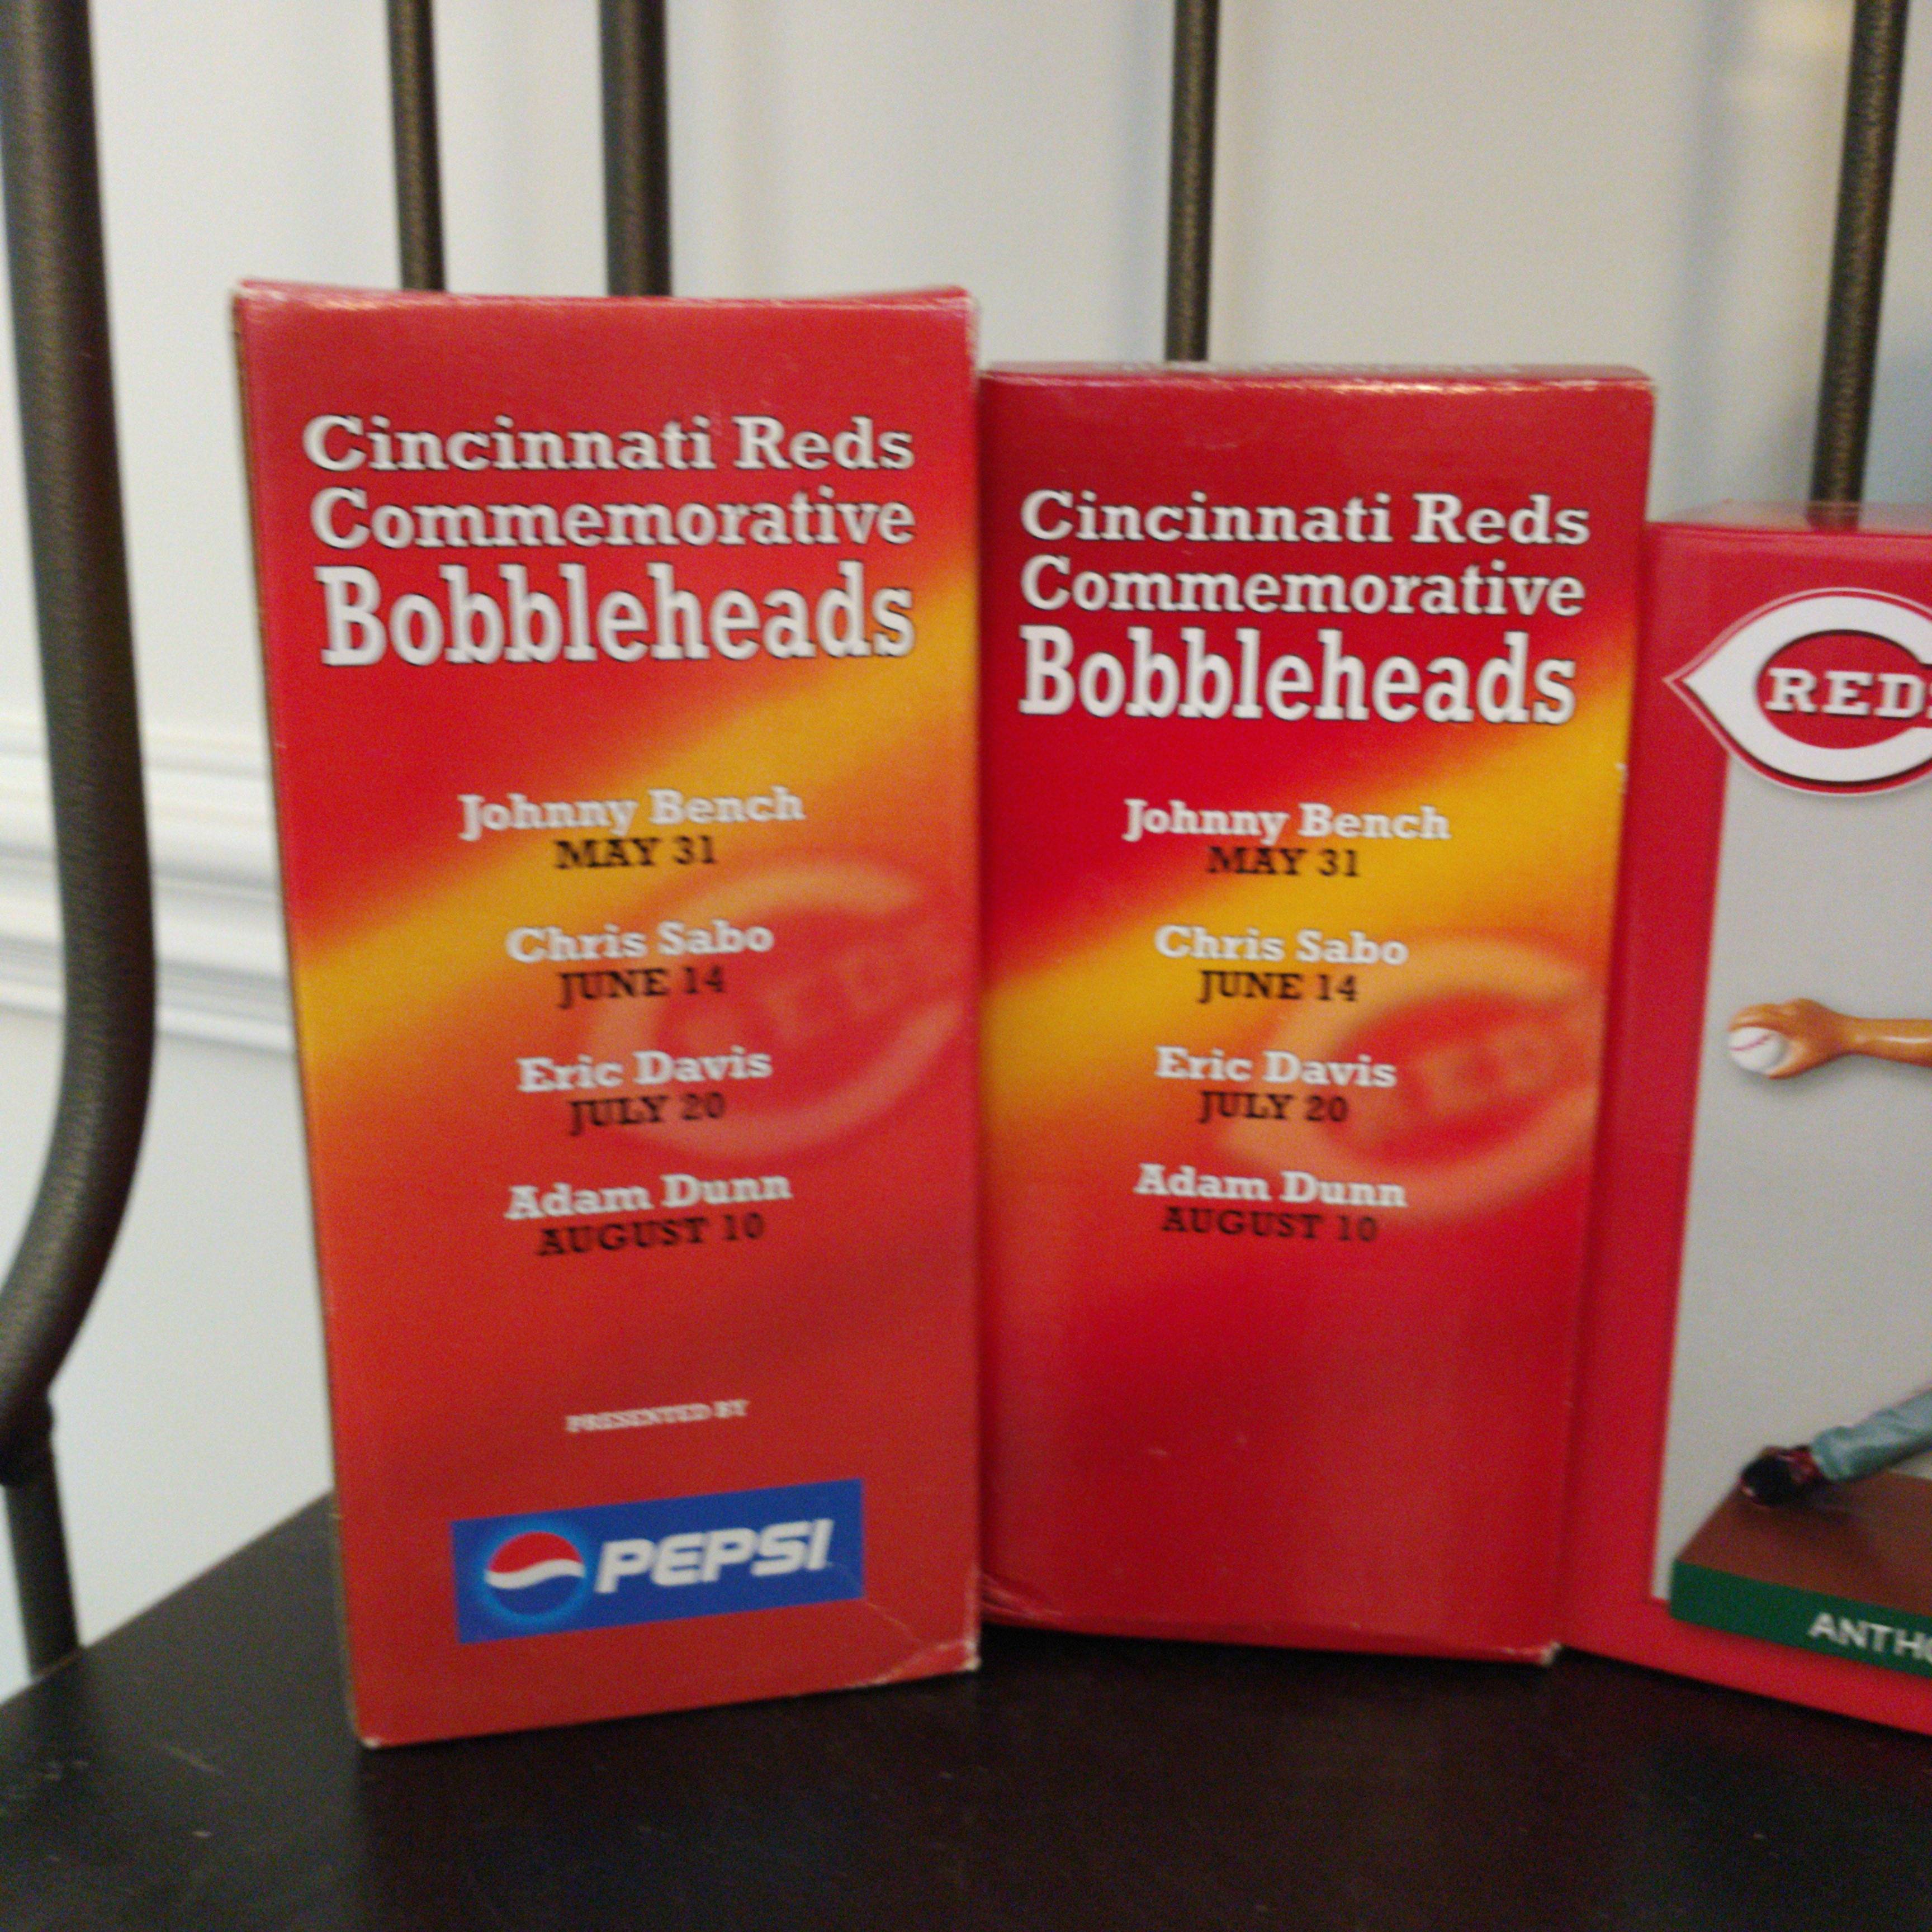 Cincinnati Reds
Commemorative
Bobbleheads
Johnny Bench
MAY 31
Chris Sabo
JUNE 14
Eric Davis
JULY 20
Adam Dunn
AUGUST 10
PRESENTED BY
PEPSI
Cincinnati Reds
Commemorative
Bobbleheads
Johnny Bench
MAY 31
Chris Sabo
JUNE 14
Eric Davis
JULY 20
Adam Dunn
AUGUST 10
REDS
ANTHO